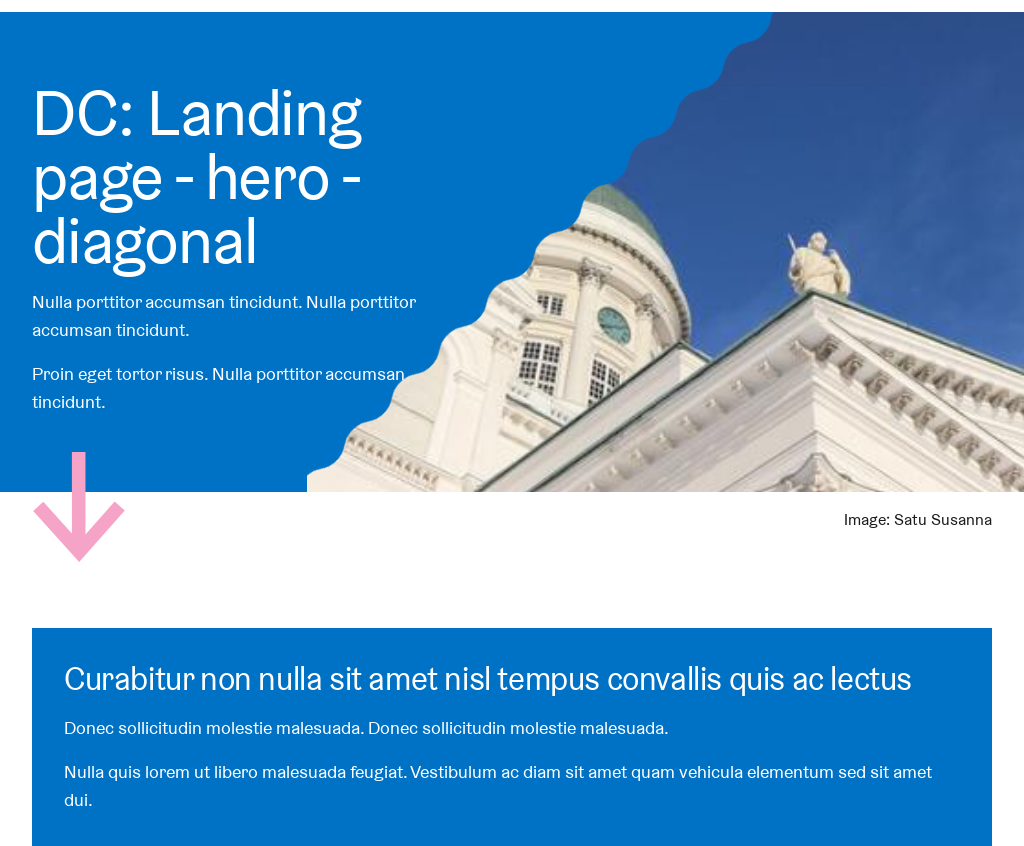 DC: Landing
page - hero -
diagonal
Nulla porttitor accumsan tincidunt. Nulla porttitor
accumsan tincidunt.
Proin eget tortor risus. Nulla porttitor accumsan
tincidunt.
Image: Satu Susanna
Curabitur non nulla sit amet nisl tempus convallis quis ac lectus
Donec sollicitudin molestie malesuada. Donec sollicitudin molestie malesuada.
Nulla quis lorem ut libero malesuada feugiat. Vestibulum ac diam sit amet quam vehicula elementum sed sit amet
dui.